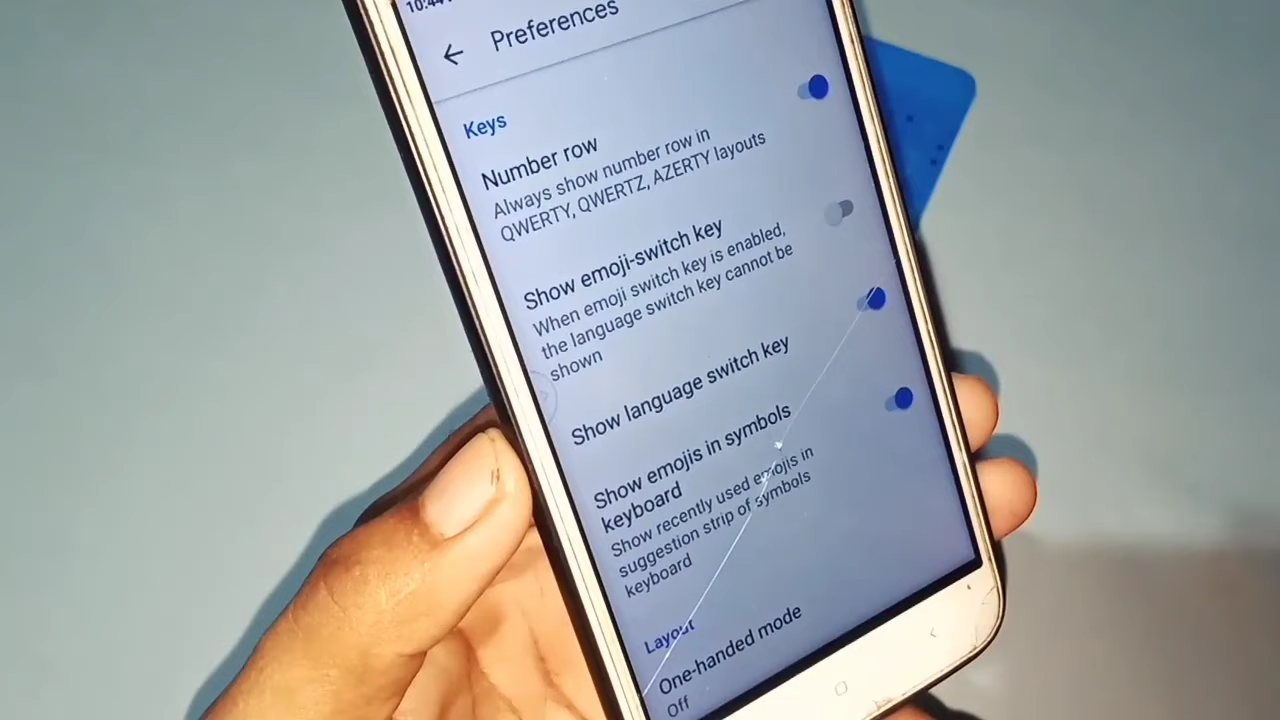 10:44
Preferences
Keys
Number row
Always show number row in
QWERTY, QWERTZ, AZERTY layouts
Show emoji-switch key
When emoji switch key is enabled,
the language switch key cannot be
shown
Show language switch key
Show emojis in symbols
keyboard
Show recently used emojis in
suggestion strip of symbols
keyboard
Layout
One-handed mode
Off